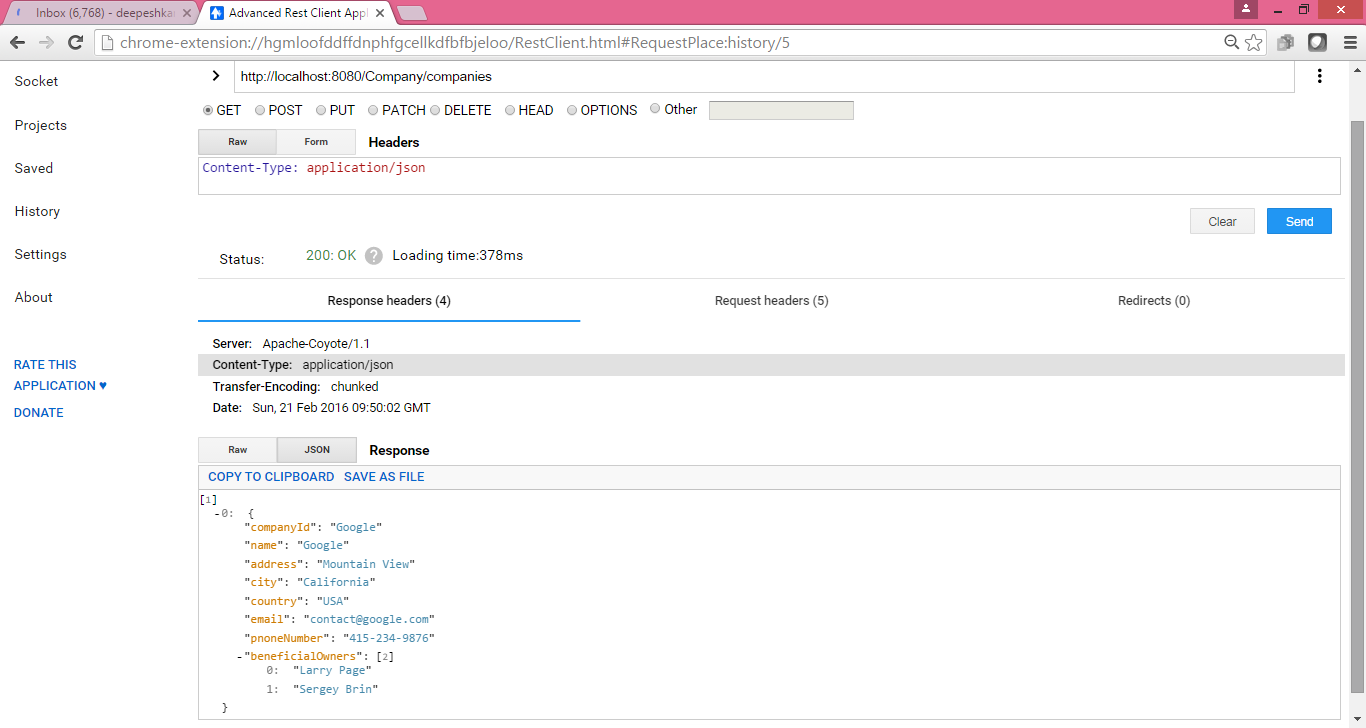 Inbox (6,768) - deepeshka
Advanced Rest Client Appl
chrome-extension://hgmloofddffdnphfgcellkdfbfbjeloo/RestClient.html#RequestPlace:history/5
Socket
http://localhost:8080/Company/companies
GET POST PUT PATCH DELETE HEAD OPTIONS Other
Projects
Raw Form Headers
Saved
Content-Type: application/json
History
Clear Send
Settings
Status: 200: OK ? Loading time:378ms
About
Response headers (4) Request headers (5) Redirects (0)
Server: Apache-Coyote/1.1
RATE THIS
APPLICATION ♥
Content-Type: application/json
Transfer-Encoding: chunked
DONATE
Date: Sun, 21 Feb 2016 09:50:02 GMT
Raw JSON Response
COPY TO CLIPBOARD SAVE AS FILE
[1]
-0: {
"companyId": "Google"
"name": "Google"
"address": "Mountain View"
"city": "California"
"country": "USA"
"email": "contact@google.com"
"pnoneNumber": "415-234-9876"
-"beneficialOwners": [2]
0: "Larry Page"
1: "Sergey Brin"
}